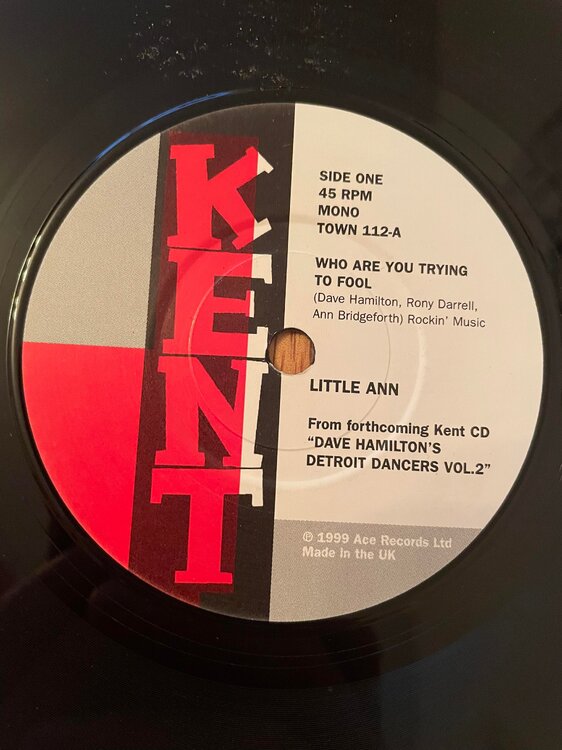 KENT
SIDE ONE
45 RPM
MONO
TOWN 112-A
WHO ARE YOU TRYING
TO FOOL
(Dave Hamilton, Rony Darrell,
Ann Bridgeforth) Rockin' Music
LITTLE ANN
From forthcoming Kent CD
"DAVE HAMILTON'S
DETROIT DANCERS VOL.2"
℗ 1999 Ace Records Ltd
Made in the UK